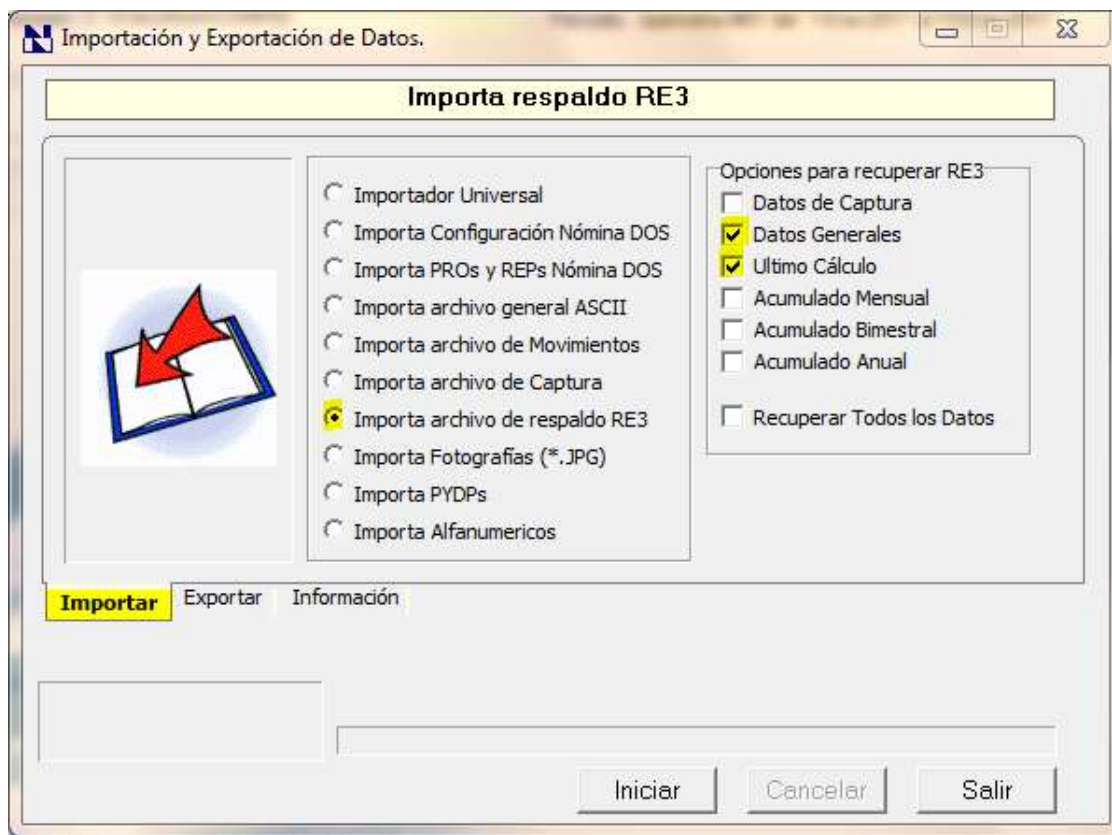 Importación y Exportación de Datos.
Importa respaldo RE3
Importador Universal
Importa Configuración Nómina DOS
Importa PROs y REPs Nómina DOS
Importa archivo general ASCII
Importa archivo de Movimientos
Importa archivo de Captura
Importa archivo de respaldo RE3
Importa Fotografías (*.JPG)
Importa PYDPs
Importa Alfanumericos
Opciones para recuperar RE3
Datos de Captura
Datos Generales
Ultimo Cálculo
Acumulado Mensual
Acumulado Bimestral
Acumulado Anual
Recuperar Todos los Datos
Importar Exportar Información
Iniciar Cancelar Salir